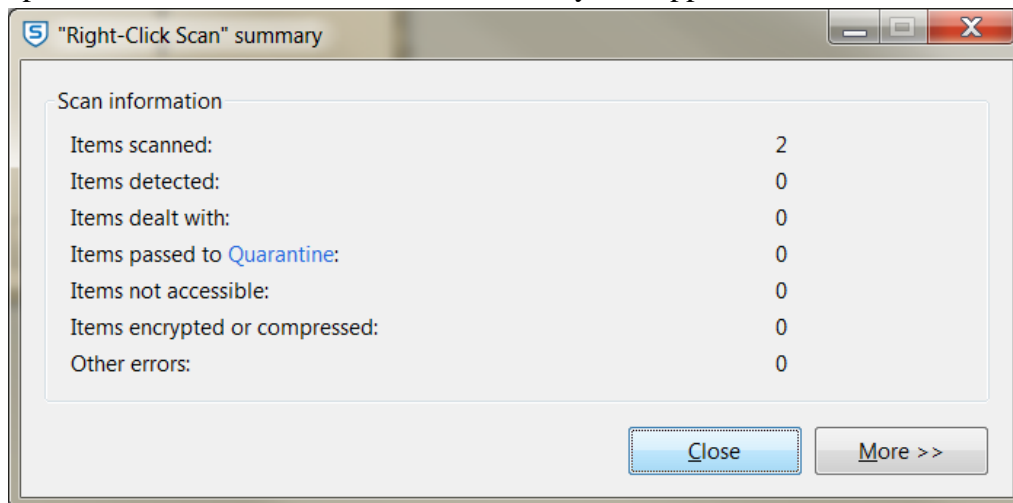 "Right-Click Scan" summary
Scan information
Items scanned: 2
Items detected: 0
Items dealt with: 0
Items passed to Quarantine: 0
Items not accessible: 0
Items encrypted or compressed: 0
Other errors: 0
Close More >>